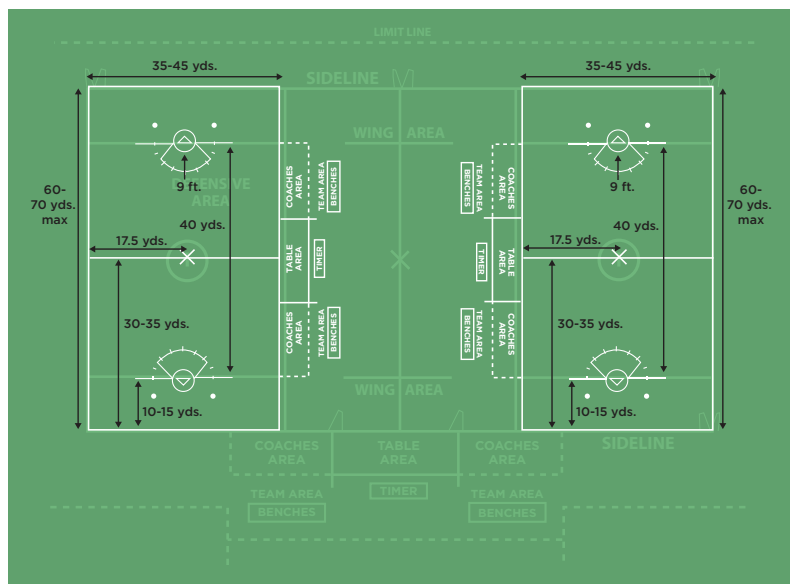 LIMIT LINE
35-45 yds.
35-45 yds.
SIDELINE
WING AREA
9 ft.
9 ft.
DEFENSIVE
AREA
COACHES
AREA
TEAM AREA
BENCHES
BENCHES
TEAM AREA
COACHES
AREA
60-
70 yds.
max
60-
70 yds.
max
40 yds.
40 yds.
17.5 yds.
17.5 yds.
TABLE
AREA
TIMER
TIMER
TABLE
AREA
30-35 yds.
30-35 yds.
COACHES
AREA
TEAM AREA
BENCHES
BENCHES
TEAM AREA
COACHES
AREA
WING AREA
10-15 yds.
10-15 yds.
SIDELINE
COACHES
AREA
TABLE
AREA
COACHES
AREA
TEAM AREA
BENCHES
TIMER
TEAM AREA
BENCHES